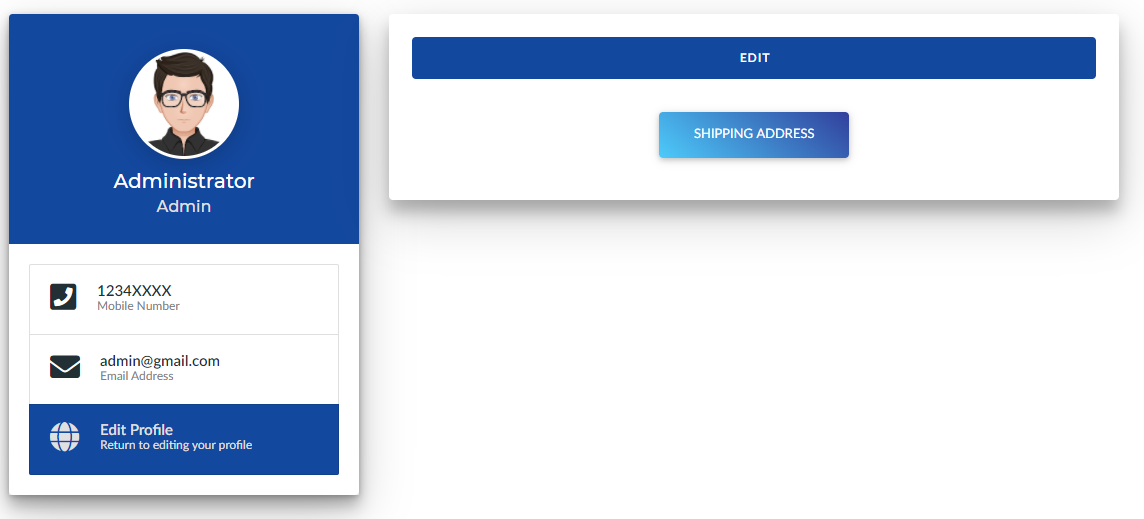 Administrator
Admin
1234XXXX
Mobile Number
admin@gmail.com
Email Address
Edit Profile
Return to editing your profile
EDIT
SHIPPING ADDRESS